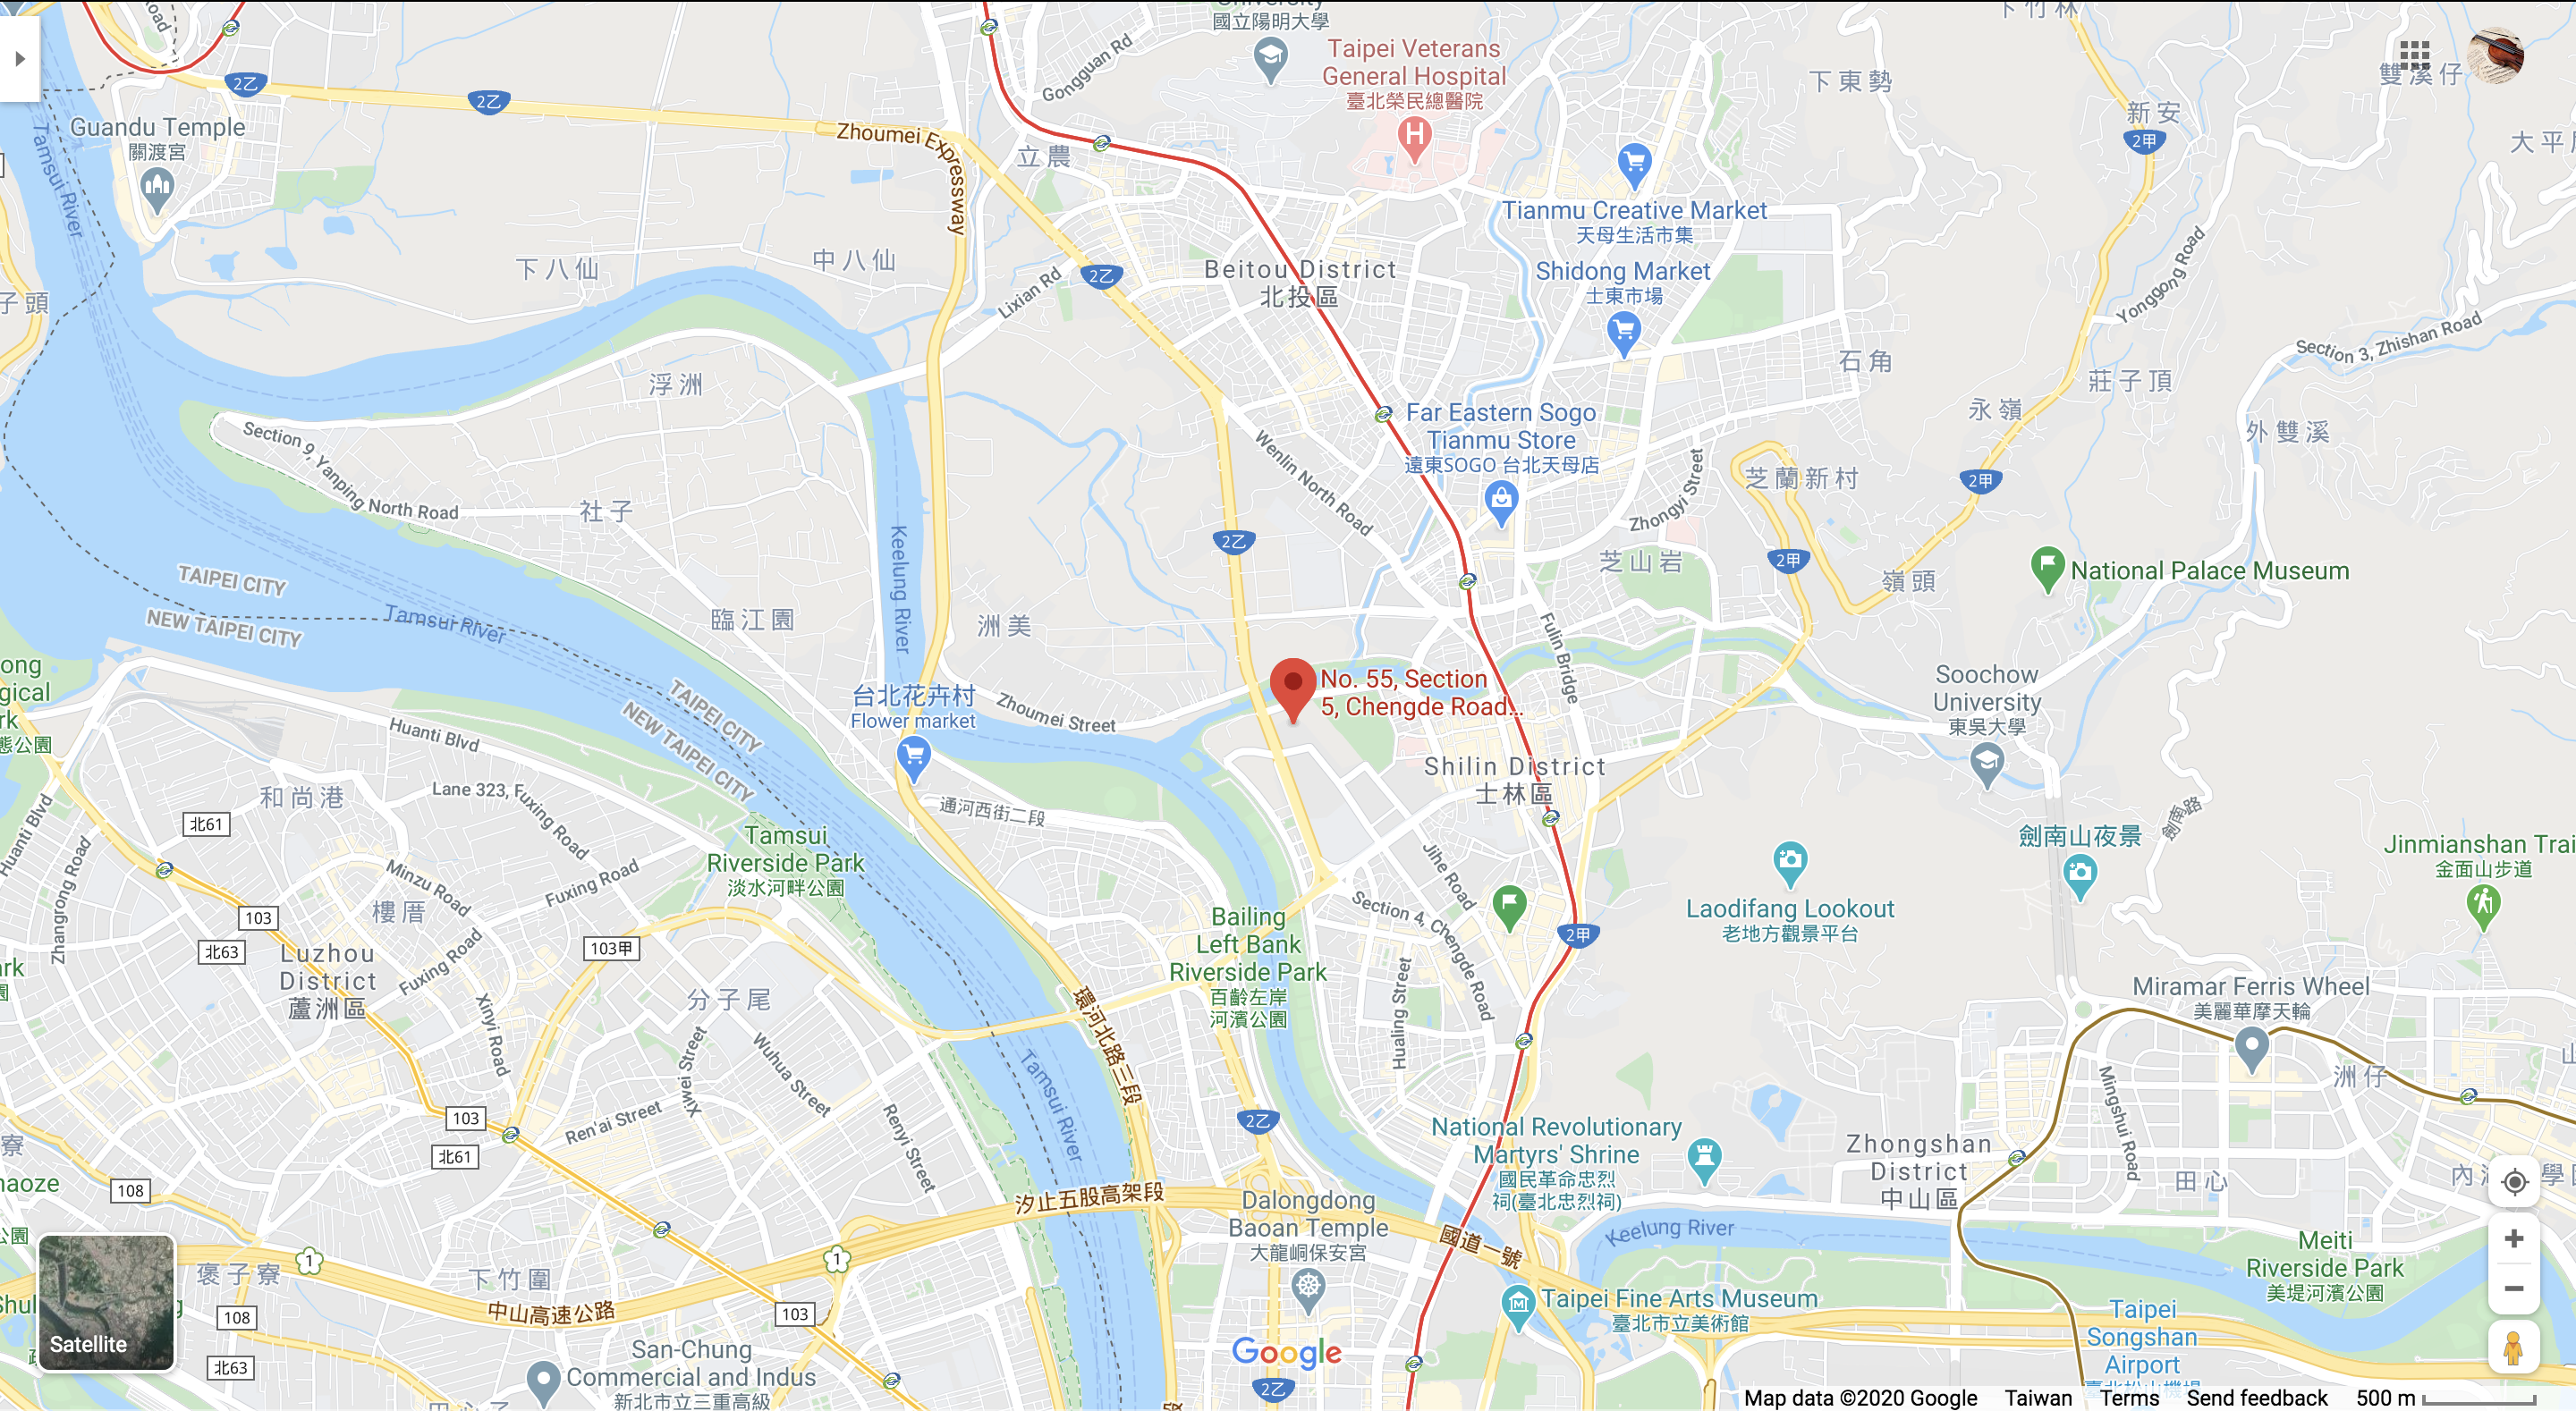 University
國立陽明大學
Gongguan Rd
Taipei Veterans
General Hospital
臺北榮民總醫院
下東勢
新安
雙溪仔
2甲
2乙
2乙
Guandu Temple
關渡宮
Tamsui River
Zhoumei Expressway
立農
Tianmu Creative Market
天母生活市集
Shidong Market
士東市場
下八仙
中八仙
2乙
Lixian Rd
Beitou District
北投區
Yonggong Road
Section 3, Zhishan Road
子頭
浮洲
石角
莊子頂
永嶺
外雙溪
Far Eastern Sogo
Tianmu Store
遠東SOGO 台北天母店
Section 9, Yanping North Road
社子
Wenlin North Road
Zhongyi Street
芝蘭新村
2甲
2乙
2甲
芝山岩
嶺頭
National Palace Museum
Keelung River
TAIPEI CITY
NEW TAIPEI CITY
Tamsui River
臨江園
洲美
Fulin Bridge
No. 55, Section
5, Chengde Road...
Soochow
University
東吳大學
台北花卉村
Flower market
Zhoumei Street
TAIPEI CITY
NEW TAIPEI CITY
Huanti Blvd
Shilin District
士林區
和尚港
Lane 323, Fuxing Road
通河西街二段
北61
Huanti Blvd
Zhangrong Road
Minzu Road
Fuxing Road
Tamsui
Riverside Park
淡水河畔公園
劍南山夜景
劍南路
Jinmianshan Trai
金面山步道
樓厝
103
北63
103甲
Luzhou
District
蘆洲區
Fuxing Road
Xinyi Road
Jihe Road
Section 4, Chengde Road
2甲
Laodifang Lookout
老地方觀景平台
Bailing
Left Bank
Riverside Park
百齡左岸
河濱公園
Hualing Street
分子尾
環河北路三段
Miramar Ferris Wheel
美麗華摩天輪
洲仔
Xiwei Street
Wuhua Street
Tamsui River
Mingshui Road
103
Ren'ai Street
北61
Renyi Street
2乙
National Revolutionary
Martyrs' Shrine
國民革命忠烈
祠(臺北忠烈祠)
Zhongshan
District
中山區
田心
108
汐止五股高架段
Dalongdong
Baoan Temple
大龍峒保安宮
國道一號
Keelung River
Meiti
Riverside Park
美堤河濱公園
1
1
褒子寮
下竹圍
中山高速公路
103
108
Satellite
北63
Taipei Fine Arts Museum
臺北市立美術館
Taipei
Songshan
Airport
San-Chung
Commercial and Indus
新北市立三重高級
Google
2乙
Map data ©2020 Google Taiwan Terms Send feedback 500 m